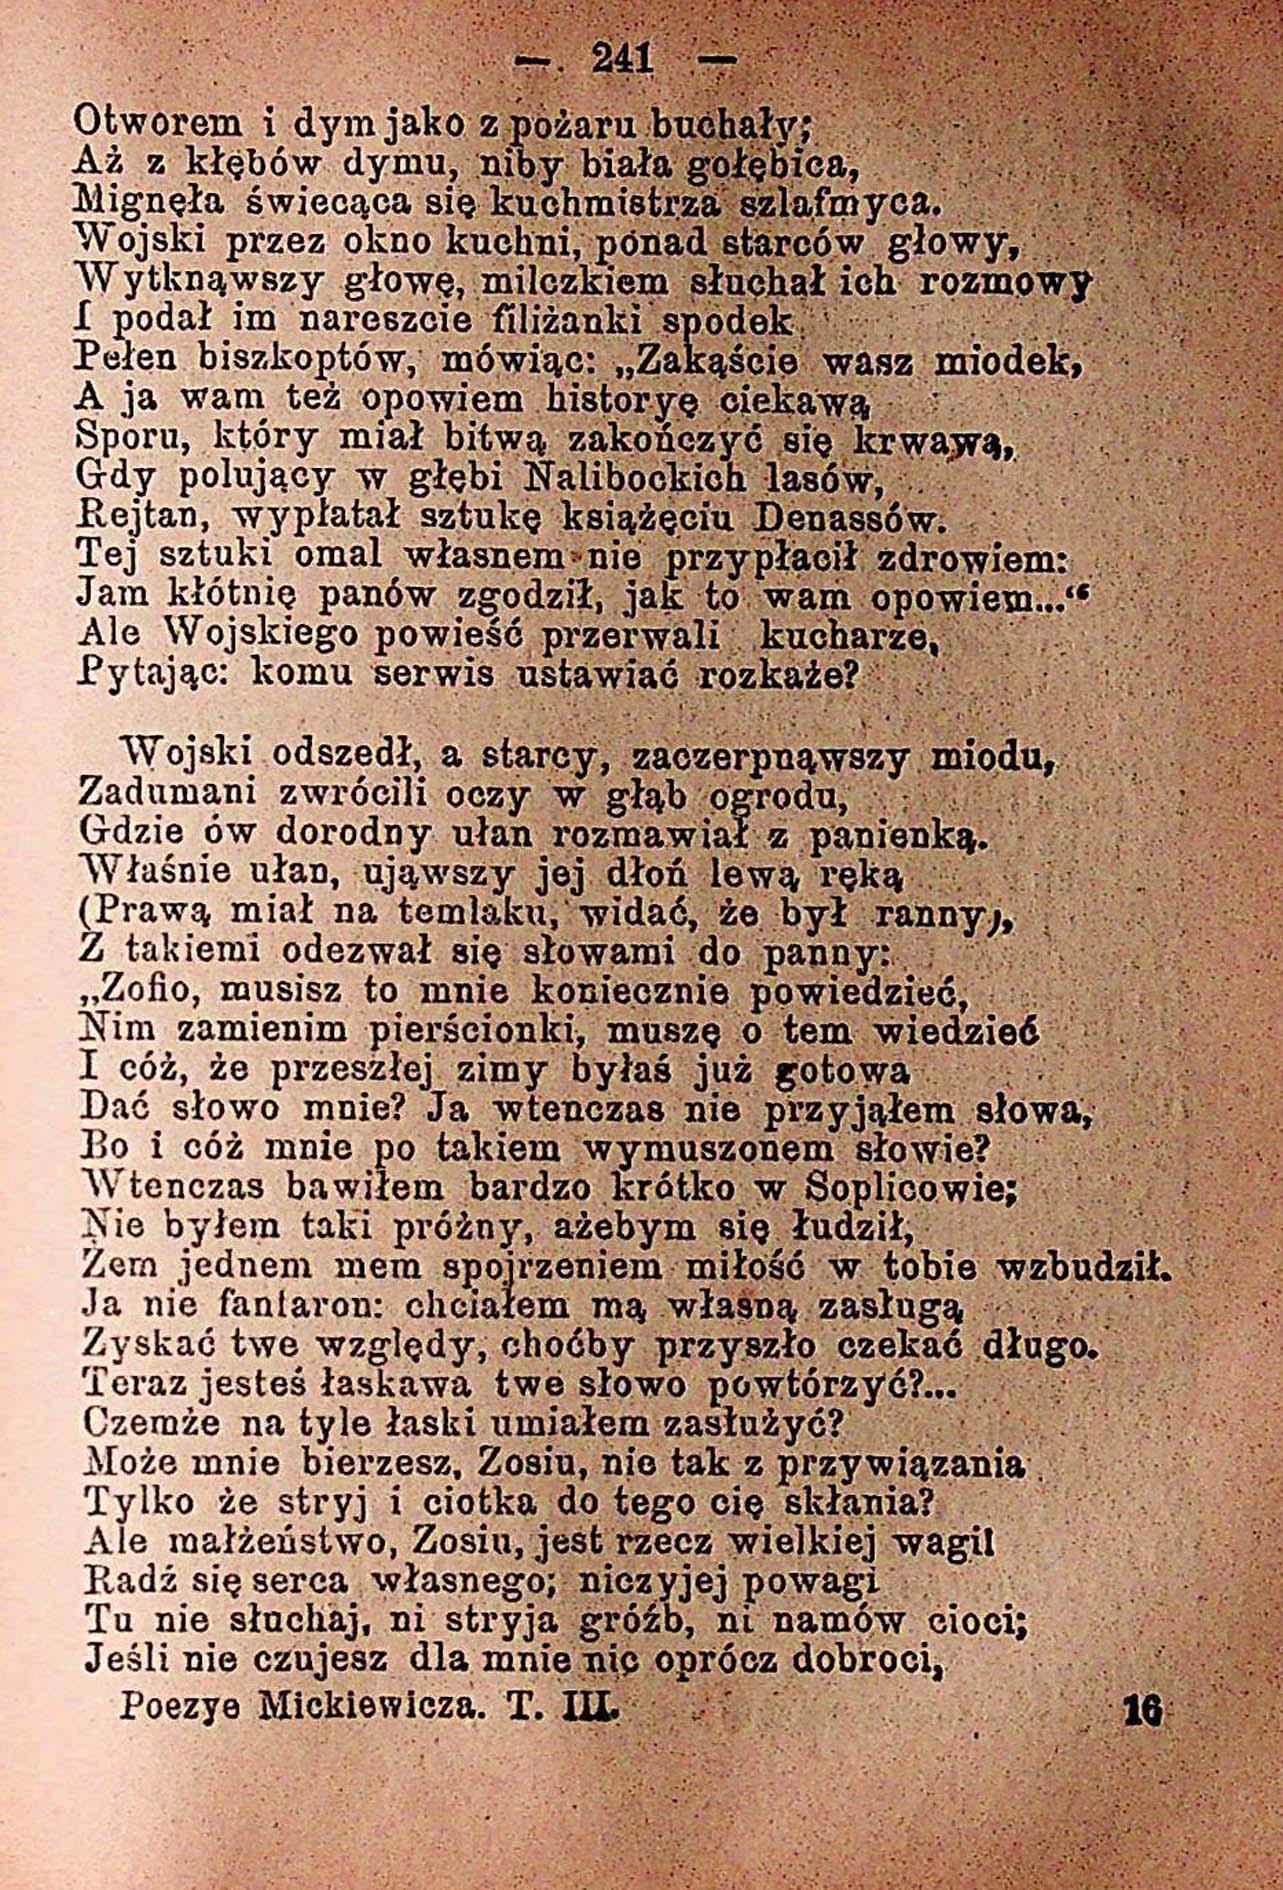 — 241 —
Otworem i dym jako z pożaru buchały;
Aż z kłębów dymu, niby biała gołębica,
Mignęła świecąca się kuchmistrza szlafmyca.
Wojski przez okno kuchni, ponad starców głowy,
Wytknąwszy głowę, milczkiem słuchał ich rozmowy
I podał im nareszcie filiżanki spodek
Pełen biszkoptów, mówiąc: „Zakąście wasz miodek,
A ja wam też opowiem historyę ciekawą
Sporu, który miał bitwą zakończyć się krwawą,
Gdy polujący w głębi Nalibockich lasów,
Rejtan, wypłatał sztukę książęciu Denassów.
Tej sztuki omal własnem nie przypłacił zdrowiem:
Jam kłótnię panów zgodził, jak to wam opowiem...“
Ale Wojskiego powieść przerwali kucharze,
Pytając: komu serwis ustawiać rozkaże?
Wojski odszedł, a starcy, zaczerpnąwszy miodu,
Zadumani zwrócili oczy w głąb ogrodu,
Gdzie ów dorodny ułan rozmawiał z panienką.
Właśnie ułan, ująwszy jej dłoń lewą ręką
(Prawą miał na temlaku, widać, że był ranny),
Z takiemi odezwał się słowami do panny:
„Zofio, musisz to mnie koniecznie powiedzieć,
Nim zamienim pierścionki, muszę o tem wiedzieć
I cóż, że przeszłej zimy byłaś już gotowa
Dać słowo mnie? Ja wtenczas nie przyjąłem słowa,
Bo i cóż mnie po takiem wymuszonem słowie?
Wtenczas bawiłem bardzo krótko w Soplicowie;
Nie byłem taki próżny, ażebym się łudził,
Żem jednem mem spojrzeniem miłość w tobie wzbudził.
Ja nie fanfaron: chciałem mą własną zasługą
Zyskać twe względy, choćby przyszło czekać długo.
Teraz jesteś łaskawa twe słowo powtórzyć?...
Czemże na tyle łaski umiałem zasłużyć?
Może mnie bierzesz, Zosiu, nie tak z przywiązania
Tylko że stryj i ciotka do tego cię skłania?
Ale małżeństwo, Zosiu, jest rzecz wielkiej wagi!
Radź się serca własnego; niczyjej powagi
Tu nie słuchaj, ni stryja gróźb, ni namów cioci;
Jeśli nie czujesz dla mnie nic oprócz dobroci,
Poezye Mickiewicza. T. III. 16